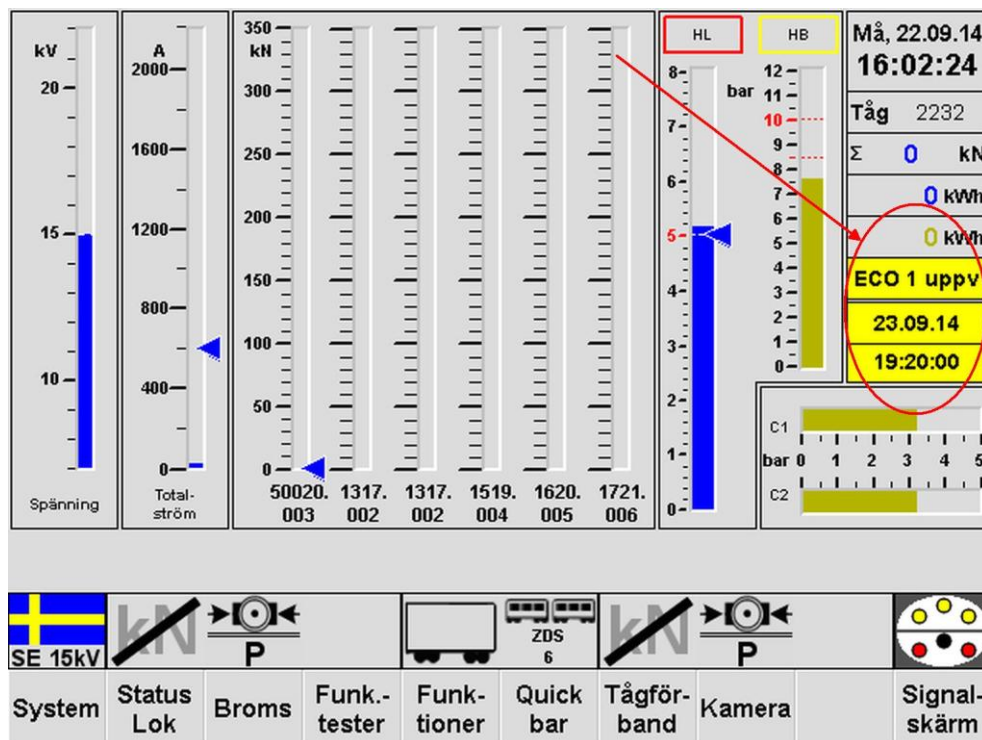 kV
20
15
10
Spänning
A
2000
1600
1200
800
400
0
Total-
ström
350
kN
300
250
200
150
100
50
0
50020. 1317. 1317. 1519. 1620. 1721.
003 002 002 004 005 006
HL
8
7
6
5
4
3
2
1
0
HB
bar
12
11
10
9
8
7
6
5
4
3
2
1
0
Må, 22.09.14
16:02:24
Tåg 2232
Σ 0 kN
0 kWh
0 kWh
ECO 1 uppv
23.09.14
19:20:00
C1
bar 0 1 2 3 4 5
C2
SE 15kV
kN
P
ZDS
6
kN
P
System
Status
Lok
Broms
Funk.-
tester
Funk-
tioner
Quick
bar
Tågför-
band
Kamera
Signal-
skärm